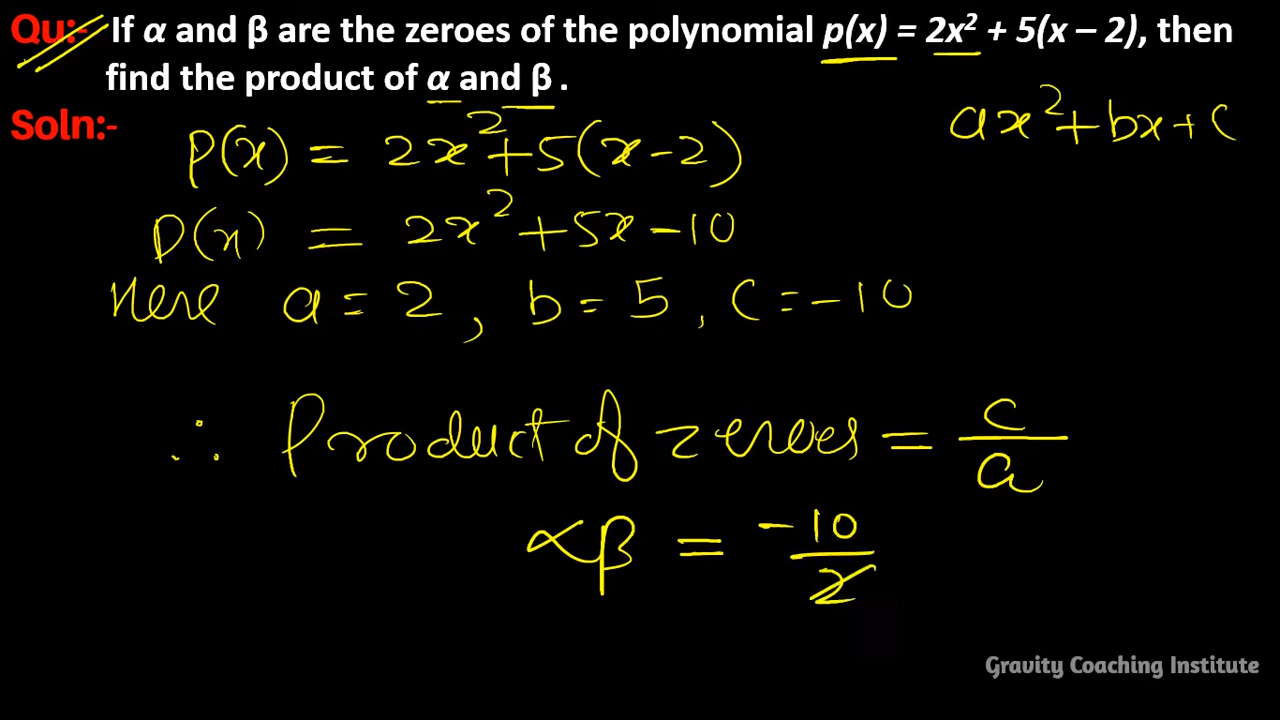 Qu:- If α and β are the zeroes of the polynomial p(x) = 2x² + 5(x – 2), then
find the product of α and β .
Soln:-
ax² + bx + c
P(x) = 2x² + 5(x - 2)
P(x) = 2x² + 5x - 10
Here a = 2 , b = 5 , c = -10
∴ Product of zeroes = c/a
αβ = -10/2
Gravity Coaching Institute